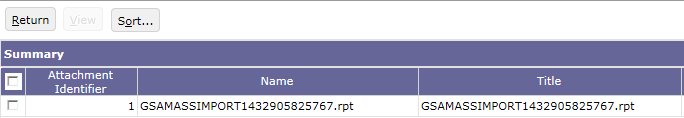 Return View Sort...
Summary
Attachment Identifier Name Title
1 GSAMASSIMPORT1432905825767.rpt GSAMASSIMPORT1432905825767.rpt